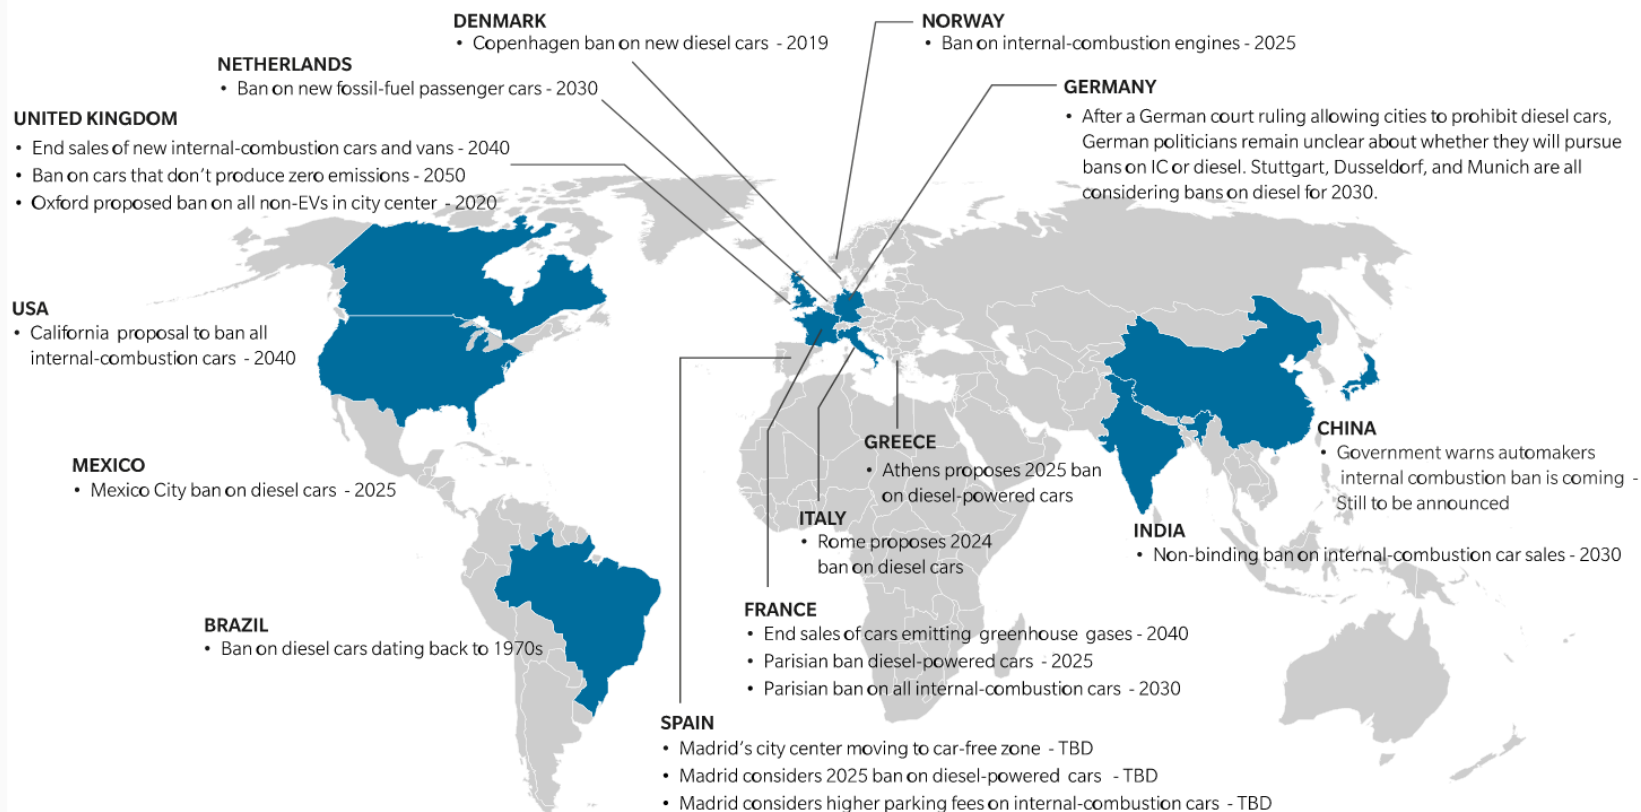 DENMARK
• Copenhagen ban on new diesel cars - 2019
NORWAY
• Ban on internal-combustion engines - 2025
NETHERLANDS
• Ban on new fossil-fuel passenger cars - 2030
GERMANY
• After a German court ruling allowing cities to prohibit diesel cars,
German politicians remain unclear about whether they will pursue
bans on IC or diesel. Stuttgart, Dusseldorf, and Munich are all
considering bans on diesel for 2030.
UNITED KINGDOM
• End sales of new internal-combustion cars and vans - 2040
• Ban on cars that don't produce zero emissions - 2050
• Oxford proposed ban on all non-EVs in city center - 2020
USA
• California proposal to ban all
internal-combustion cars - 2040
MEXICO
• Mexico City ban on diesel cars - 2025
GREECE
• Athens proposes 2025 ban
on diesel-powered cars
CHINA
• Government warns automakers
internal combustion ban is coming -
Still to be announced
ITALY
• Rome proposes 2024
ban on diesel cars
INDIA
• Non-binding ban on internal-combustion car sales - 2030
BRAZIL
• Ban on diesel cars dating back to 1970s
FRANCE
• End sales of cars emitting greenhouse gases - 2040
• Parisian ban diesel-powered cars - 2025
• Parisian ban on all internal-combustion cars - 2030
SPAIN
• Madrid's city center moving to car-free zone - TBD
• Madrid considers 2025 ban on diesel-powered cars - TBD
• Madrid considers higher parking fees on internal-combustion cars - TBD